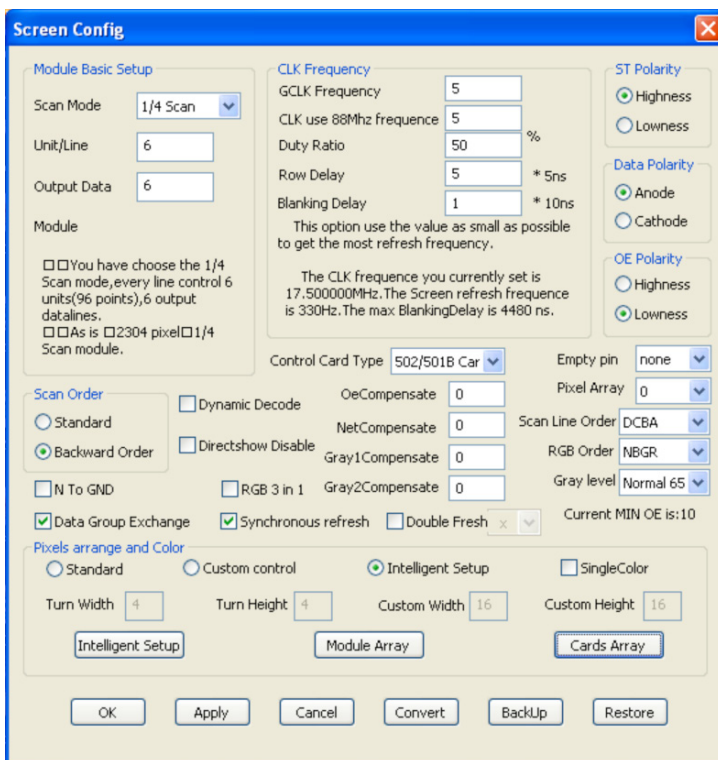 Screen Config
Module Basic Setup
Scan Mode 1/4 Scan
Unit/Line 6
Output Data 6
Module
□□You have choose the 1/4
Scan mode,every line control 6
units(96 points),6 output
datalines.
□□As is □2304 pixel□1/4
Scan module.
CLK Frequency
GCLK Frequency 5
CLK use 88Mhz frequence 5
Duty Ratio 50 %
Row Delay 5 * 5ns
Blanking Delay 1 * 10ns
This option use the value as small as possible
to get the most refresh frequency.
The CLK frequence you currently set is
17.500000MHz.The Screen refresh frequence
is 330Hz.The max BlankingDelay is 4480 ns.
ST Polarity
Highness
Lowness
Data Polarity
Anode
Cathode
OE Polarity
Highness
Lowness
Control Card Type 502/501B Car
Empty pin none
Pixel Array 0
Scan Line Order DCBA
RGB Order NBGR
Gray level Normal 65
Current MIN OE is:10
Scan Order
Standard
Backward Order
Dynamic Decode
Directshow Disable
OeCompensate 0
NetCompensate 0
Gray1Compensate 0
Gray2Compensate 0
N To GND
RGB 3 in 1
Data Group Exchange
Synchronous refresh
Double Fresh x
Pixels arrange and Color
Standard
Custom control
Intelligent Setup
SingleColor
Turn Width 4
Turn Height 4
Custom Width 16
Custom Height 16
Intelligent Setup
Module Array
Cards Array
OK
Apply
Cancel
Convert
BackUp
Restore